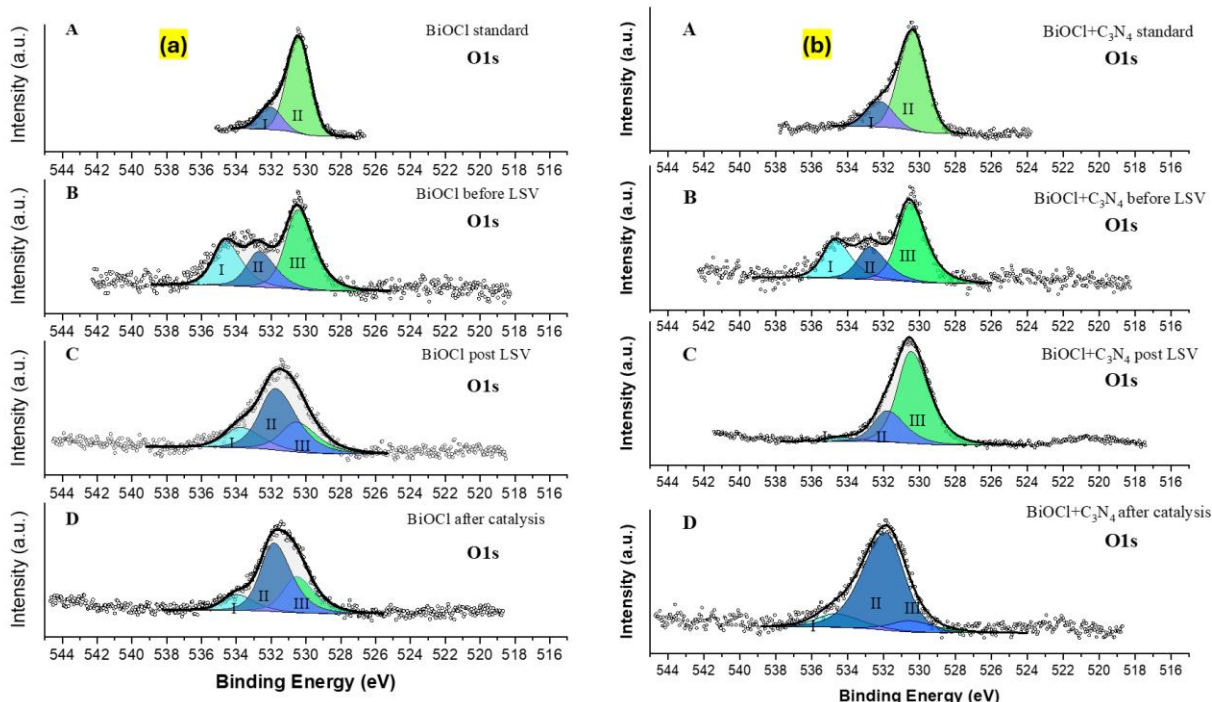 (a)
A
BiOCl standard
O1s
I
II
Intensity (a.u.)
544 542 540 538 536 534 532 530 528 526 524 522 520 518 516
B
BiOCl before LSV
O1s
I
II
III
Intensity (a.u.)
544 542 540 538 536 534 532 530 528 526 524 522 520 518 516
C
BiOCl post LSV
O1s
I
II
III
Intensity (a.u.)
544 542 540 538 536 534 532 530 528 526 524 522 520 518 516
D
BiOCl after catalysis
O1s
I
II
III
Intensity (a.u.)
544 542 540 538 536 534 532 530 528 526 524 522 520 518 516
Binding Energy (eV)
(b)
A
BiOCl+C₃N₄ standard
O1s
I
II
Intensity (a.u.)
544 542 540 538 536 534 532 530 528 526 524 522 520 518 516
B
BiOCl+C₃N₄ before LSV
O1s
I
II
III
Intensity (a.u.)
544 542 540 538 536 534 532 530 528 526 524 522 520 518 516
C
BiOCl+C₃N₄ post LSV
O1s
I
II
III
Intensity (a.u.)
544 542 540 538 536 534 532 530 528 526 524 522 520 518 516
D
BiOCl+C₃N₄ after catalysis
O1s
I
II
III
Intensity (a.u.)
544 542 540 538 536 534 532 530 528 526 524 522 520 518 516
Binding Energy (eV)